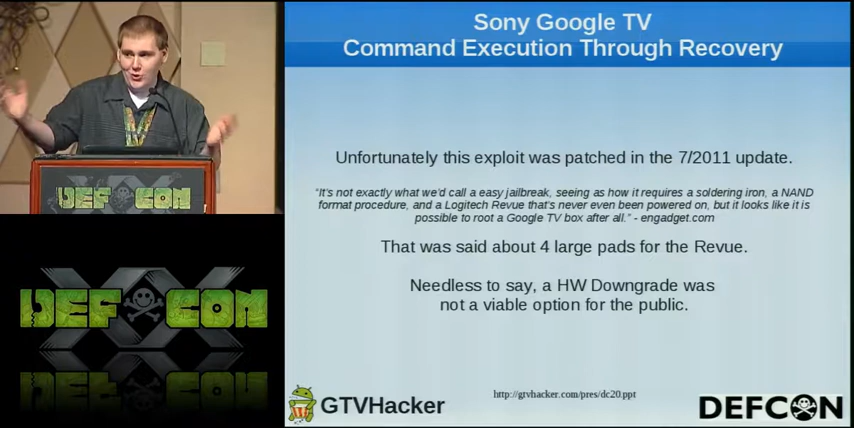 Sony Google TV
Command Execution Through Recovery
Unfortunately this exploit was patched in the 7/2011 update.
"It's not exactly what we'd call a easy jailbreak, seeing as how it requires a soldering iron, a NAND
format procedure, and a Logitech Revue that's never even been powered on, but it looks like it is
possible to root a Google TV box after all." - engadget.com
That was said about 4 large pads for the Revue.
Needless to say, a HW Downgrade was
not a viable option for the public.
GTVHacker
http://gtvhacker.com/pres/dc20.ppt
DEFCON
DEF CON
XX
DEF CON
DEF CON